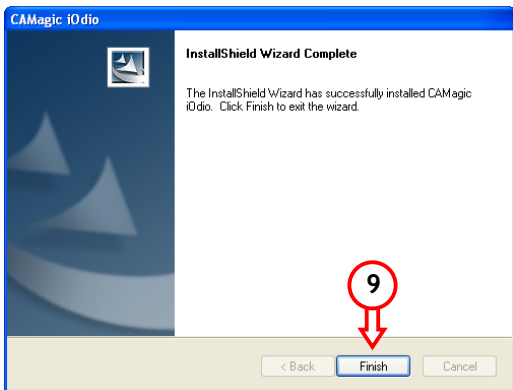 CAMagic iOdio
InstallShield Wizard Complete
The InstallShield Wizard has successfully installed CAMagic
iOdio. Click Finish to exit the wizard.
9
< Back Finish Cancel